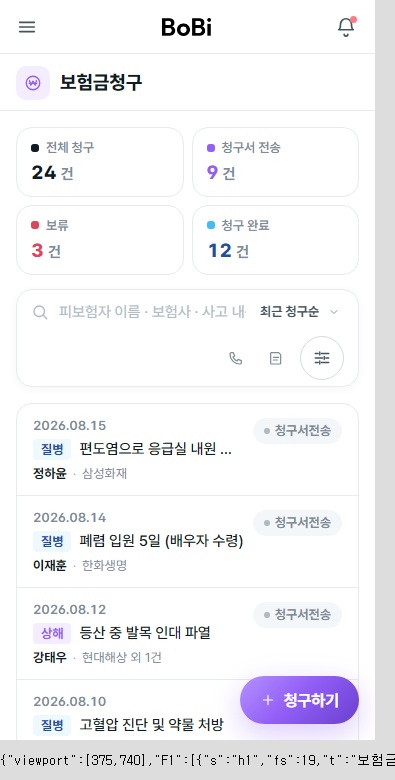 BoBi
보험금청구
전체 청구
24 건
청구서 전송
9 건
보류
3 건
청구 완료
12 건
피보험자 이름 · 보험사 · 사고 내
최근 청구순
2026.08.15
청구서전송
질병 편도염으로 응급실 내원 ...
정하윤 · 삼성화재
2026.08.14
청구서전송
질병 폐렴 입원 5일 (배우자 수령)
이재훈 · 한화생명
2026.08.12
청구서전송
상해 등산 중 발목 인대 파열
강태우 · 현대해상 외 1건
2026.08.10
질병 고혈압 진단 및 약물 처방
+ 청구하기
{"viewport":[375,740],"F1":[{"s":"h1","fs":19,"t":"보험금